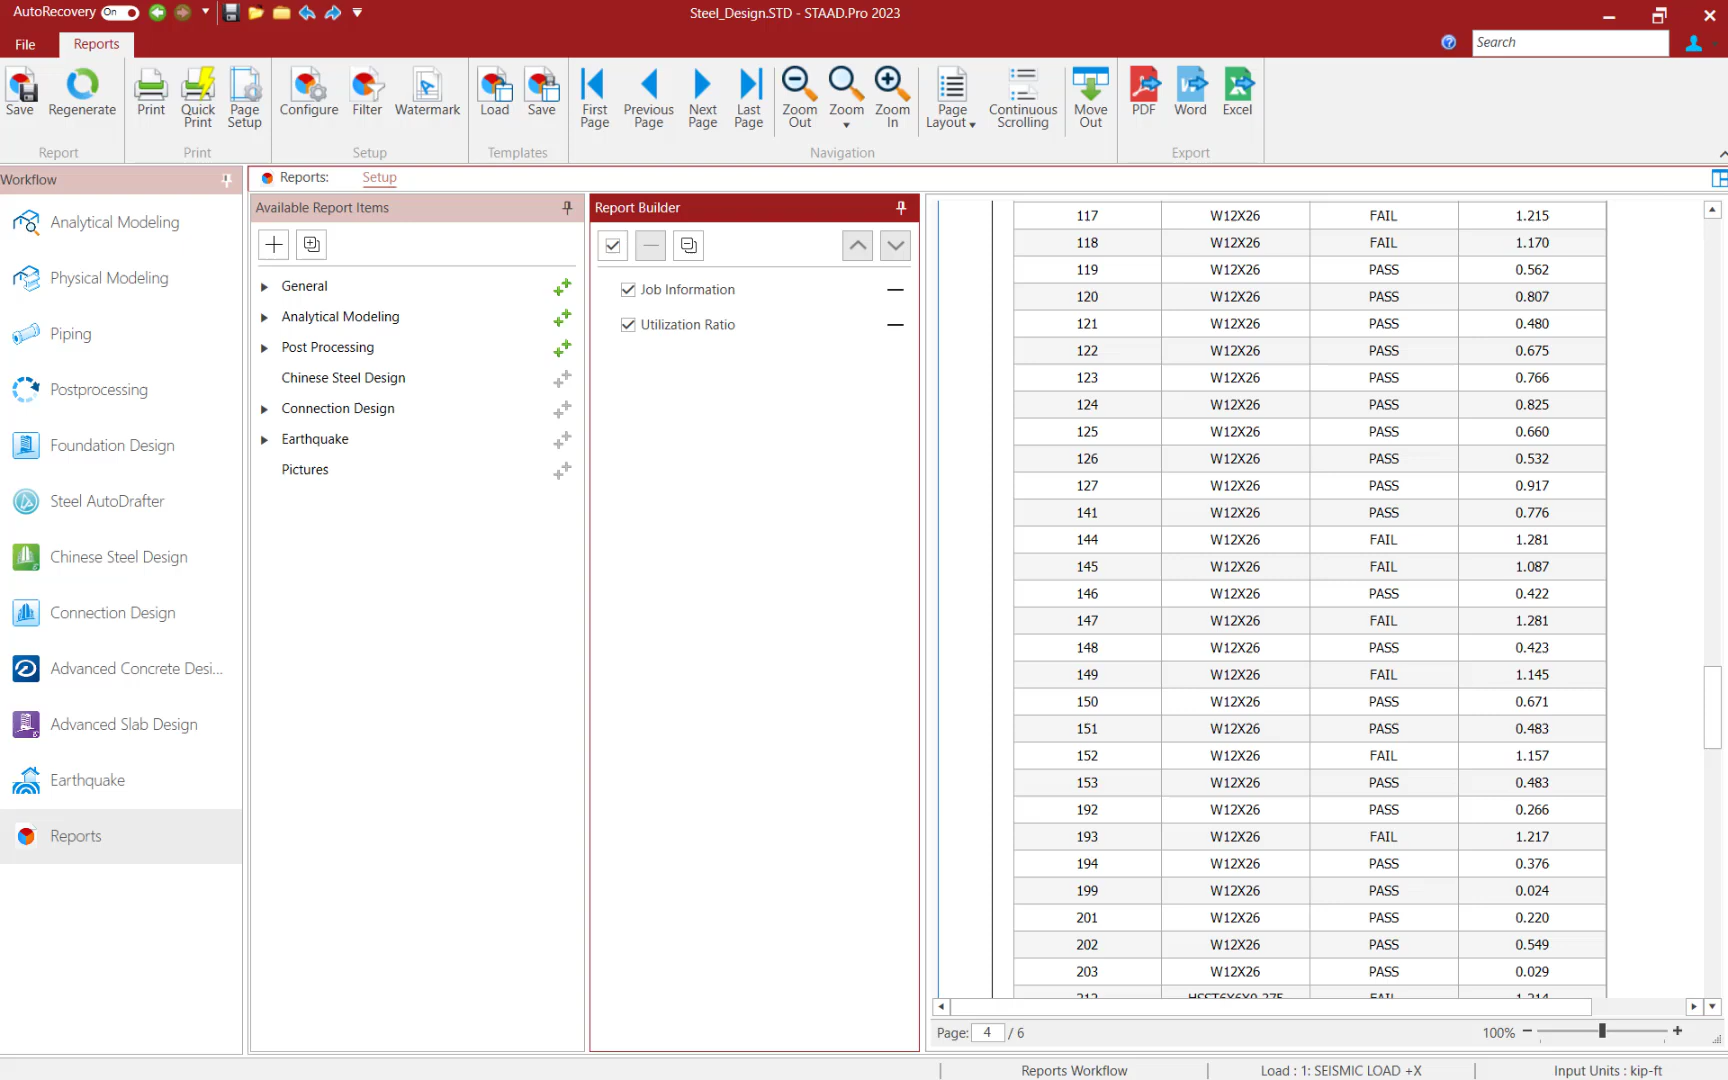 AutoRecovery On
Steel_Design.STD - STAAD.Pro 2023
File
Reports
Search
Save
Regenerate
Print
Quick Print
Page Setup
Configure
Filter
Watermark
Load
Save
First Page
Previous Page
Next Page
Last Page
Zoom Out
Zoom
Zoom In
Page Layout
Continuous Scrolling
Move Out
PDF
Word
Excel
Report
Print
Setup
Templates
Navigation
Export
Workflow
Analytical Modeling
Physical Modeling
Piping
Postprocessing
Foundation Design
Steel AutoDrafter
Chinese Steel Design
Connection Design
Advanced Concrete Desi...
Advanced Slab Design
Earthquake
Reports
Reports: Setup
Available Report Items
General
Analytical Modeling
Post Processing
Chinese Steel Design
Connection Design
Earthquake
Pictures
Report Builder
Job Information
Utilization Ratio
117 W12X26 FAIL 1.215
118 W12X26 FAIL 1.170
119 W12X26 PASS 0.562
120 W12X26 PASS 0.807
121 W12X26 PASS 0.480
122 W12X26 PASS 0.675
123 W12X26 PASS 0.766
124 W12X26 PASS 0.825
125 W12X26 PASS 0.660
126 W12X26 PASS 0.532
127 W12X26 PASS 0.917
141 W12X26 PASS 0.776
144 W12X26 FAIL 1.281
145 W12X26 FAIL 1.087
146 W12X26 PASS 0.422
147 W12X26 FAIL 1.281
148 W12X26 PASS 0.423
149 W12X26 FAIL 1.145
150 W12X26 PASS 0.671
151 W12X26 PASS 0.483
152 W12X26 FAIL 1.157
153 W12X26 PASS 0.483
192 W12X26 PASS 0.266
193 W12X26 FAIL 1.217
194 W12X26 PASS 0.376
199 W12X26 PASS 0.024
201 W12X26 PASS 0.220
202 W12X26 PASS 0.549
203 W12X26 PASS 0.029
Page: 4 / 6
100%
Reports Workflow
Load : 1: SEISMIC LOAD +X
Input Units : kip-ft